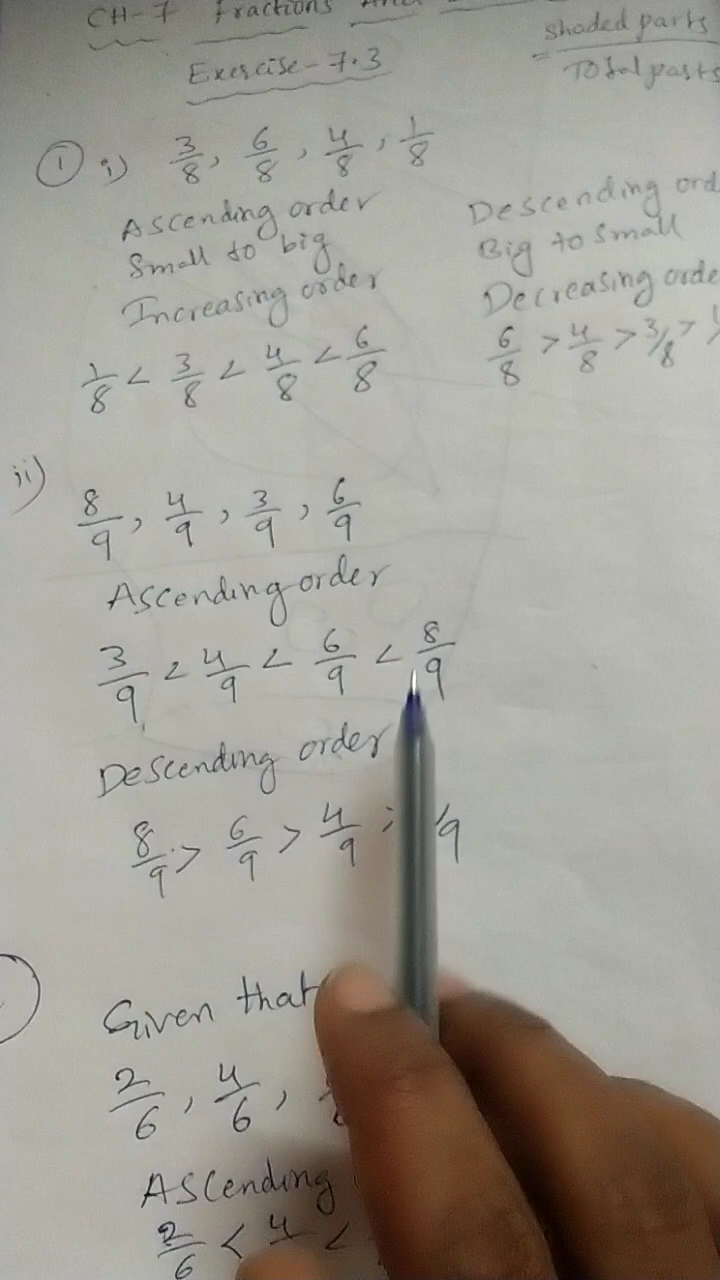 CH-7 Fractions And
shaded parts
= Total parts
Exercise-7.3
① i) 3/8, 6/8, 4/8, 1/8
Ascending order
Small to big
Increasing order
1/8 < 3/8 < 4/8 < 6/8
Descending ord
Big to small
Decreasing orde
6/8 > 4/8 > 3/8 >
ii)
8/9, 4/9, 3/9, 6/9
Ascending order
3/9 < 4/9 < 6/9 < 8/9
Descending order
8/9 > 6/9 > 4/9 > /9
Given that
2/6, 4/6,
Ascending
2/6 < 4 <